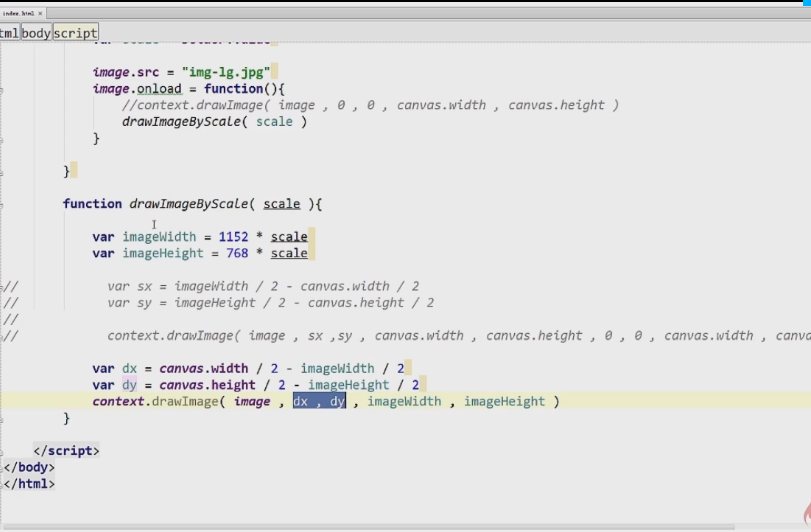 index.html ×
tml body script
image.src = "img-lg.jpg"
image.onload = function(){
//context.drawImage( image , 0 , 0 , canvas.width , canvas.height )
drawImageByScale( scale )
}
}
function drawImageByScale( scale ){
var imageWidth = 1152 * scale
var imageHeight = 768 * scale
// var sx = imageWidth / 2 - canvas.width / 2
// var sy = imageHeight / 2 - canvas.height / 2
//
// context.drawImage( image , sx ,sy , canvas.width , canvas.height , 0 , 0 , canvas.width , canva
var dx = canvas.width / 2 - imageWidth / 2
var dy = canvas.height / 2 - imageHeight / 2
context.drawImage( image , dx , dy , imageWidth , imageHeight )
}
</script>
</body>
</html>